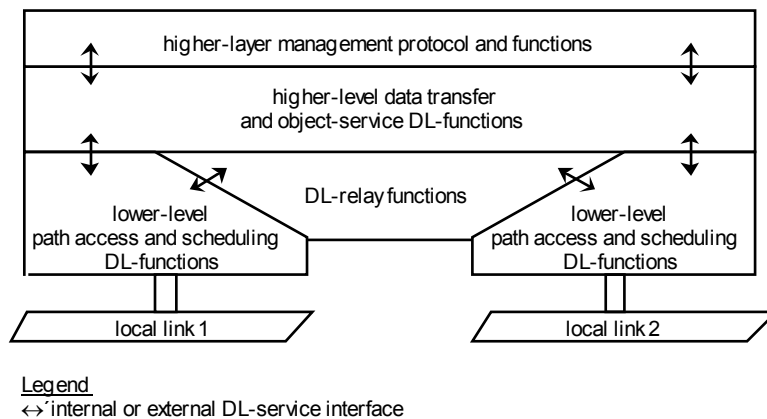 higher-layer management protocol and functions
higher-level data transfer
and object-service DL-functions
DL-relay functions
lower-level
path access and scheduling
DL-functions
lower-level
path access and scheduling
DL-functions
local link 1
local link 2
Legend
↔´internal or external DL-service interface